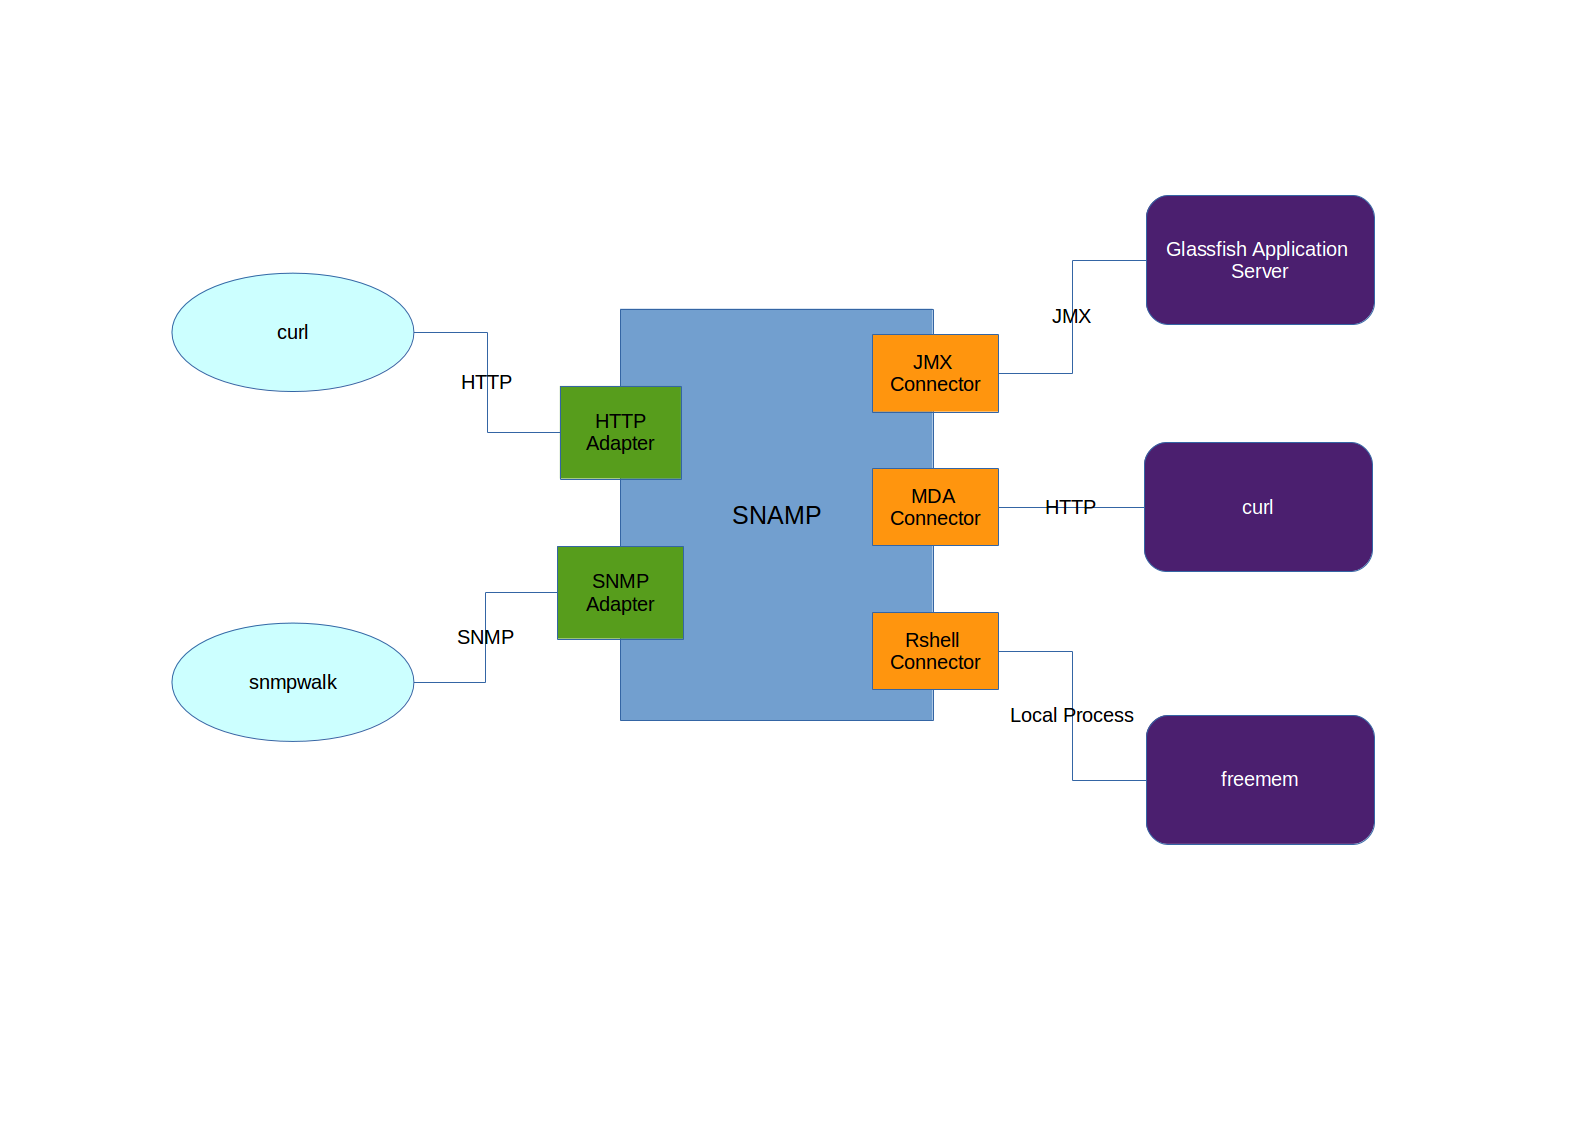 Glassfish Application
Server
curl
JMX
JMX
Connector
HTTP
HTTP
Adapter
MDA
Connector
HTTP
curl
SNAMP
SNMP
Adapter
SNMP
Rshell
Connector
snmpwalk
Local Process
freemem